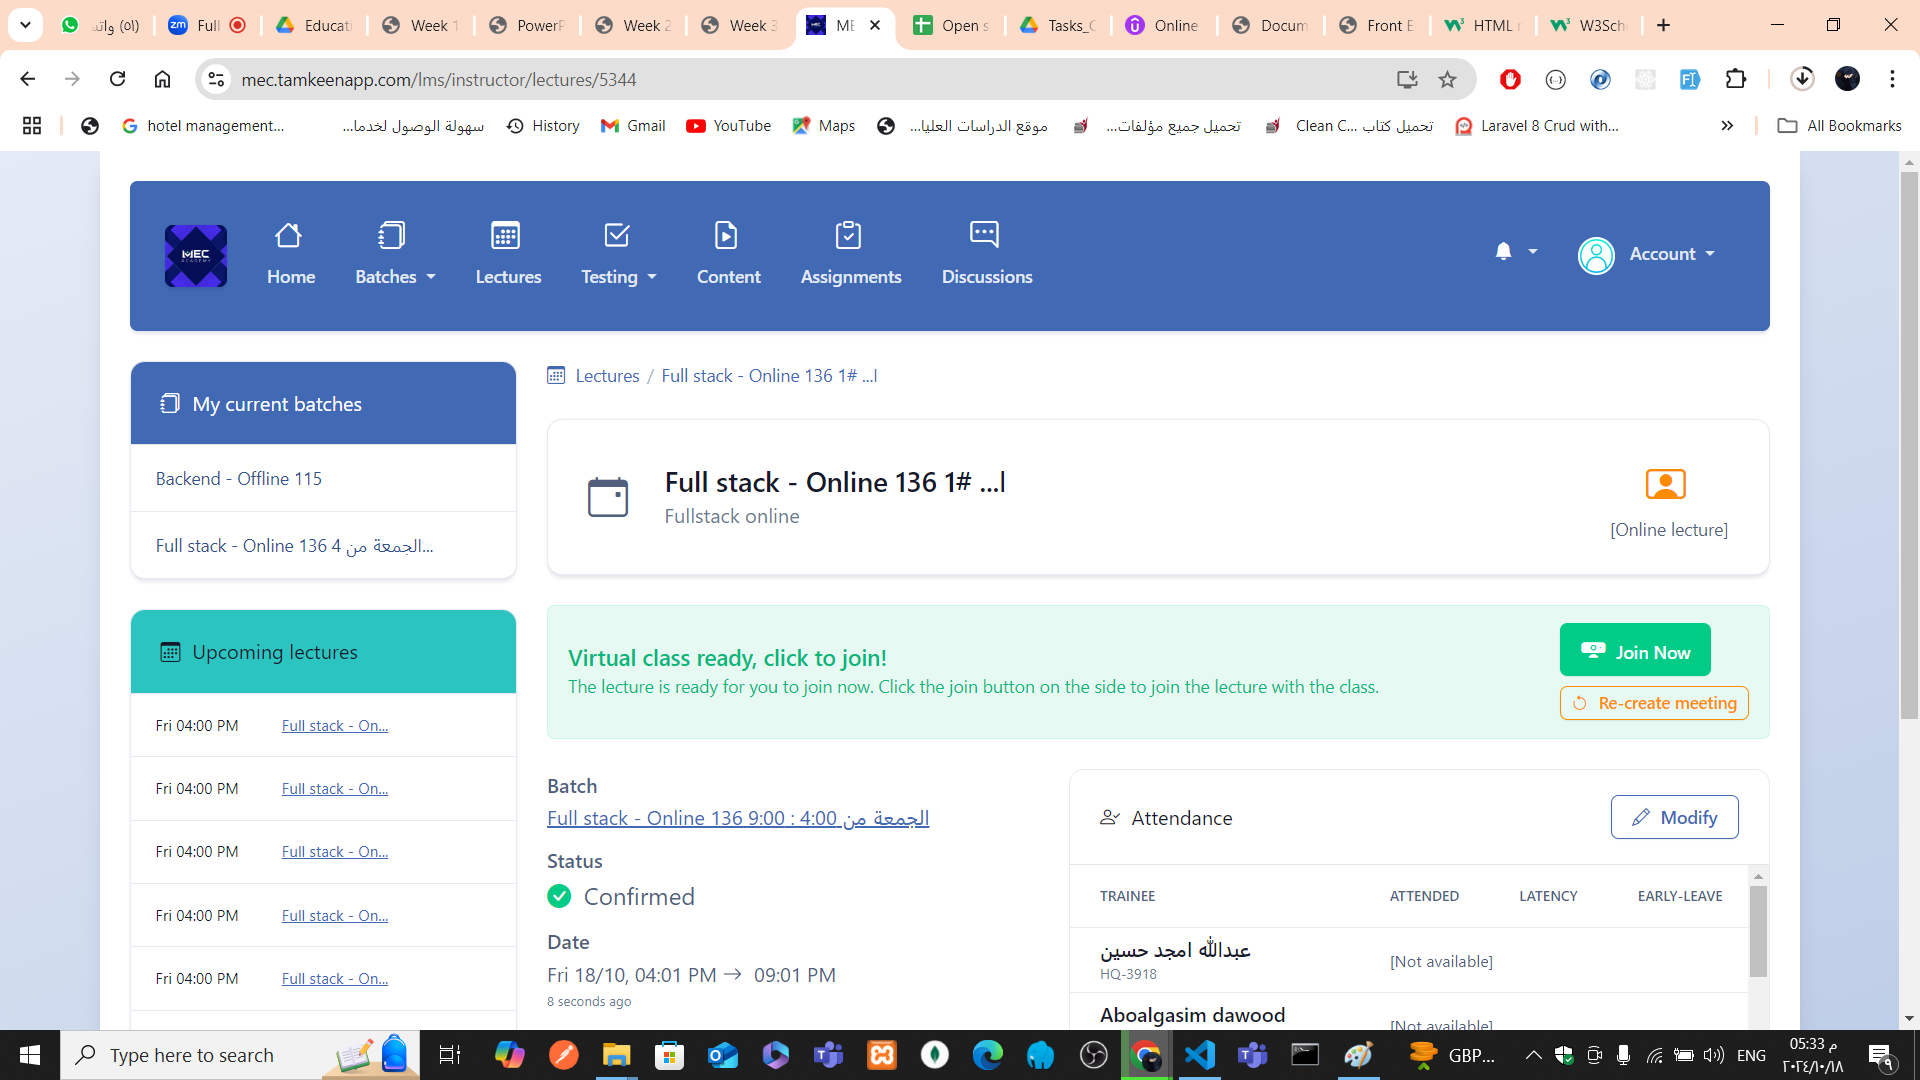 واتس (٥١)
Full
Educati
Week 1
PowerP
Week 2
Week 3
ME
Open s
Tasks_C
Online
Docum
Front E
HTML
W3Sch
mec.tamkeenapp.com/lms/instructor/lectures/5344
hotel management...
سهولة الوصول لخدما...
History
Gmail
YouTube
Maps
موقع الدراسات العليا...
تحميل جميع مؤلفات...
تحميل كتاب Clean C...
Laravel 8 Crud with...
All Bookmarks
MEC
ACADEMY
Home
Batches
Lectures
Testing
Content
Assignments
Discussions
Account
My current batches
Backend - Offline 115
Full stack - Online 136 الجمعة من 4...
Upcoming lectures
Fri 04:00 PM Full stack - On...
Fri 04:00 PM Full stack - On...
Fri 04:00 PM Full stack - On...
Fri 04:00 PM Full stack - On...
Fri 04:00 PM Full stack - On...
Lectures / Full stack - Online 136 1# ...ا
Full stack - Online 136 1# ...ا
Fullstack online
[Online lecture]
Virtual class ready, click to join!
The lecture is ready for you to join now. Click the join button on the side to join the lecture with the class.
Join Now
Re-create meeting
Batch
Full stack - Online 136 الجمعة من 4:00 : 9:00
Status
Confirmed
Date
Fri 18/10, 04:01 PM → 09:01 PM
8 seconds ago
Attendance
Modify
TRAINEE ATTENDED LATENCY EARLY-LEAVE
عبدالله امجد حسين
HQ-3918
[Not available]
Aboalgasim dawood
[Not available]
Type here to search
GBP...
ENG
05:33 م
٢٠٢٤/١٠/١٨
٩